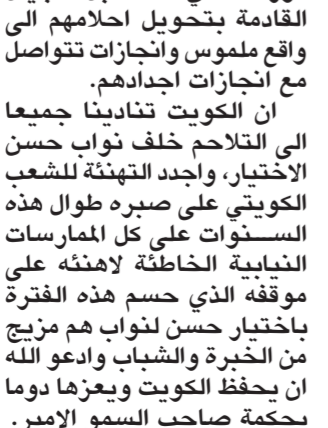 القادمة بتحويل احلامهم الى
واقع ملموس وانجازات تتواصل
مع انجازات اجدادهم.
ان الكويت تنادينا جميعا
الى التلاحم خلف نواب حسن
الاختيار، واجدد التهنئة للشعب
الكويتي على صبره طوال هذه
الســنوات على كل الممارسات
النيابية الخاطئة لاهنئه على
موقفه الذي حسم هذه الفترة
باختيار حسن لنواب هم مزيج
من الخبرة والشباب وادعو الله
ان يحفظ الكويت ويعزها دوما
بحكمة صاحب السمو الامير.